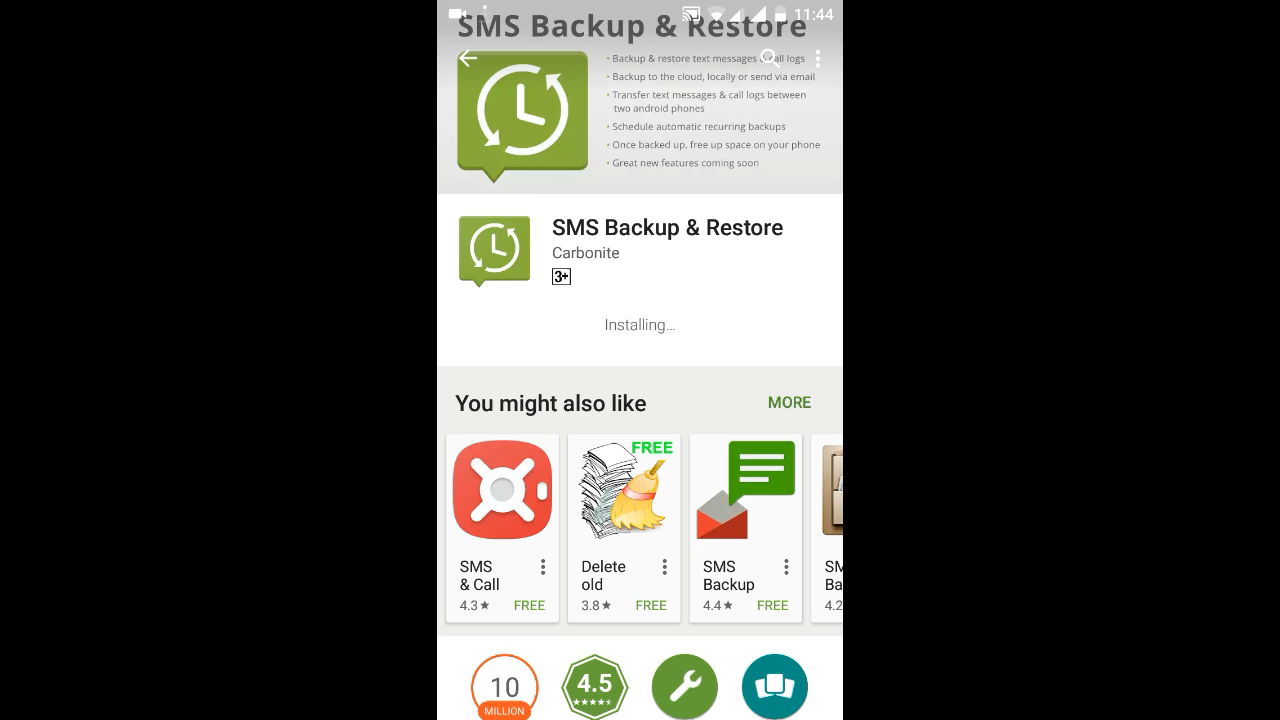 11:44
SMS Backup & Restore
• Backup & restore text messages & call logs
• Backup to the cloud, locally or send via email
• Transfer text messages & call logs between
two android phones
• Schedule automatic recurring backups
• Once backed up, free up space on your phone
• Great new features coming soon
SMS Backup & Restore
Carbonite
3+
Installing...
You might also like
MORE
FREE
SMS
& Call
4.3★ FREE
Delete
old
3.8★ FREE
SMS
Backup
4.4★ FREE
SM
Ba
4.2
10
MILLION
4.5